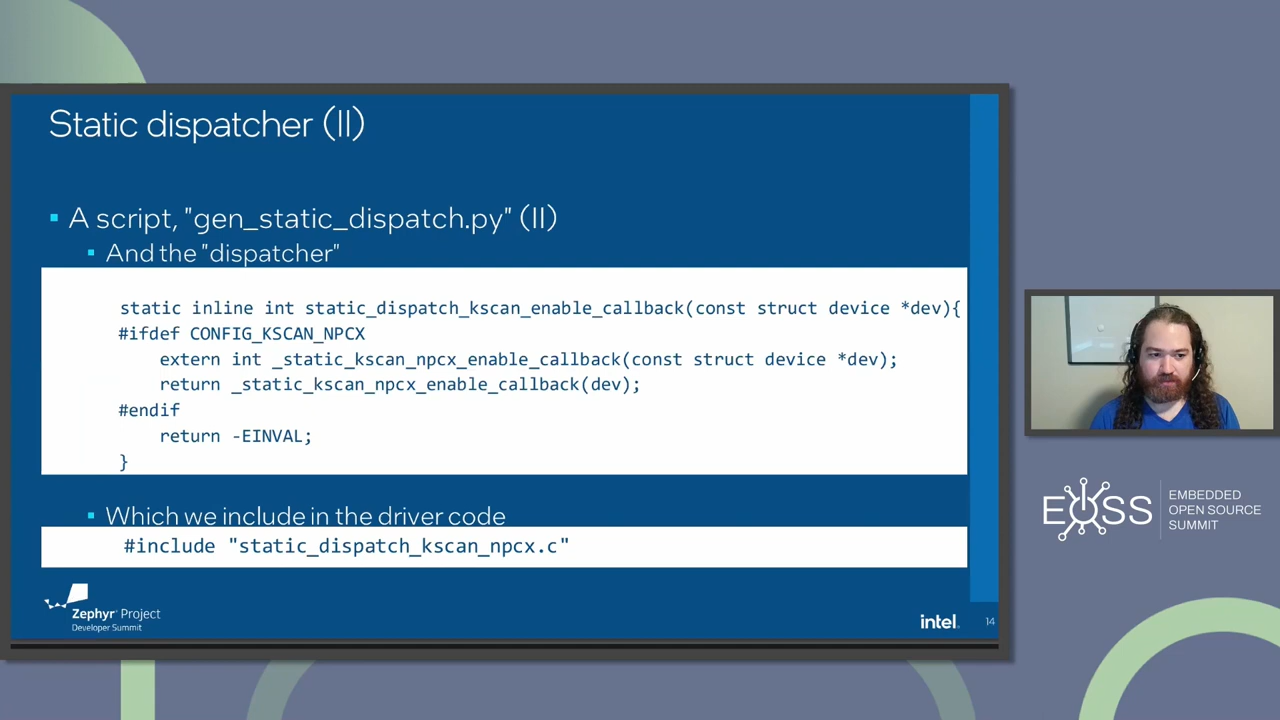 Static dispatcher (II)
A script, "gen_static_dispatch.py" (II)
And the "dispatcher"
static inline int static_dispatch_kscan_enable_callback(const struct device *dev){
#ifdef CONFIG_KSCAN_NPCX
extern int _static_kscan_npcx_enable_callback(const struct device *dev);
return _static_kscan_npcx_enable_callback(dev);
#endif
return -EINVAL;
}
Which we include in the driver code
#include "static_dispatch_kscan_npcx.c"
Zephyr Project
Developer Summit
intel.
14
EOSS
EMBEDDED
OPEN SOURCE
SUMMIT